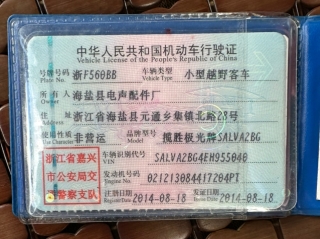 中华人民共和国机动车行驶证
Vehicle License of the People's Republic of China
号牌号码 浙F560BB 车辆类型 小型越野客车
Plate No. Vehicle Type
所有人 海盐县电声配件厂
Owner
住址 浙江省海盐县元通乡集镇北路28号
Address
使用性质 非营运 品牌型号 揽胜极光牌SALVA2BG
Use Character Model
浙江省嘉兴市公安局交警察支队
车辆识别代号 SALVA2BG4EH955040
VIN
发动机号码 0212130844177204PT
Engine No.
注册日期 2014-08-18 发证日期 2014-08-18
Register Date Issue Date